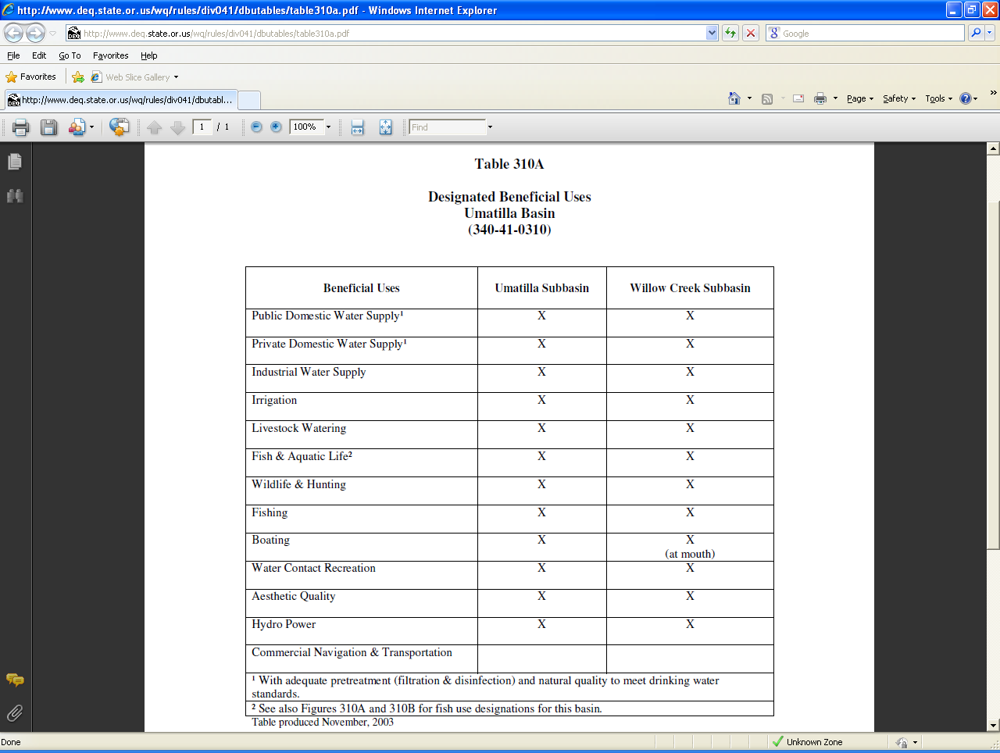 http://www.deq.state.or.us/wq/rules/div041/dbutables/table310a.pdf - Windows Internet Explorer
http://www.deq.state.or.us/wq/rules/div041/dbutables/table310a.pdf
Google
File Edit Go To Favorites Help
Favorites Web Slice Gallery
http://www.deq.state.or.us/wq/rules/div041/dbutabl... Page Safety Tools
1 / 1 100% Find
Table 310A
Designated Beneficial Uses
Umatilla Basin
(340-41-0310)
Beneficial Uses Umatilla Subbasin Willow Creek Subbasin
Public Domestic Water Supply¹ X X
Private Domestic Water Supply¹ X X
Industrial Water Supply X X
Irrigation X X
Livestock Watering X X
Fish & Aquatic Life² X X
Wildlife & Hunting X X
Fishing X X
Boating X X
(at mouth)
Water Contact Recreation X X
Aesthetic Quality X X
Hydro Power X X
Commercial Navigation & Transportation
¹ With adequate pretreatment (filtration & disinfection) and natural quality to meet drinking water
standards.
² See also Figures 310A and 310B for fish use designations for this basin.
Table produced November, 2003
Done Unknown Zone